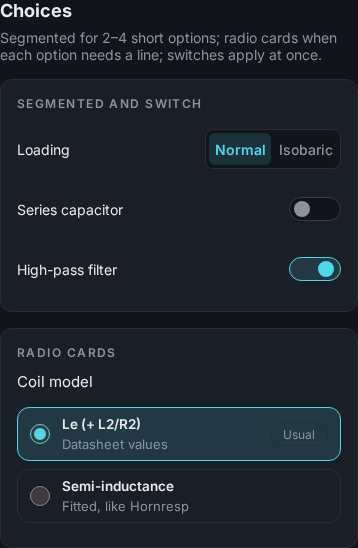 Choices
Segmented for 2–4 short options; radio cards when
each option needs a line; switches apply at once.
SEGMENTED AND SWITCH
Loading
Normal
Isobaric
Series capacitor
High-pass filter
RADIO CARDS
Coil model
Le (+ L2/R2)
Datasheet values
Usual
Semi-inductance
Fitted, like Hornresp